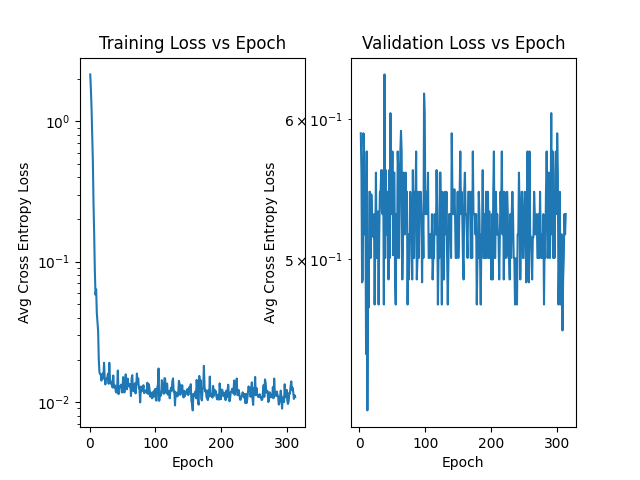 Training Loss vs Epoch
Validation Loss vs Epoch
Avg Cross Entropy Loss
10⁰
10⁻¹
10⁻²
0 100 200 300
Epoch
Avg Cross Entropy Loss
6 × 10⁻¹
5 × 10⁻¹
0 100 200 300
Epoch